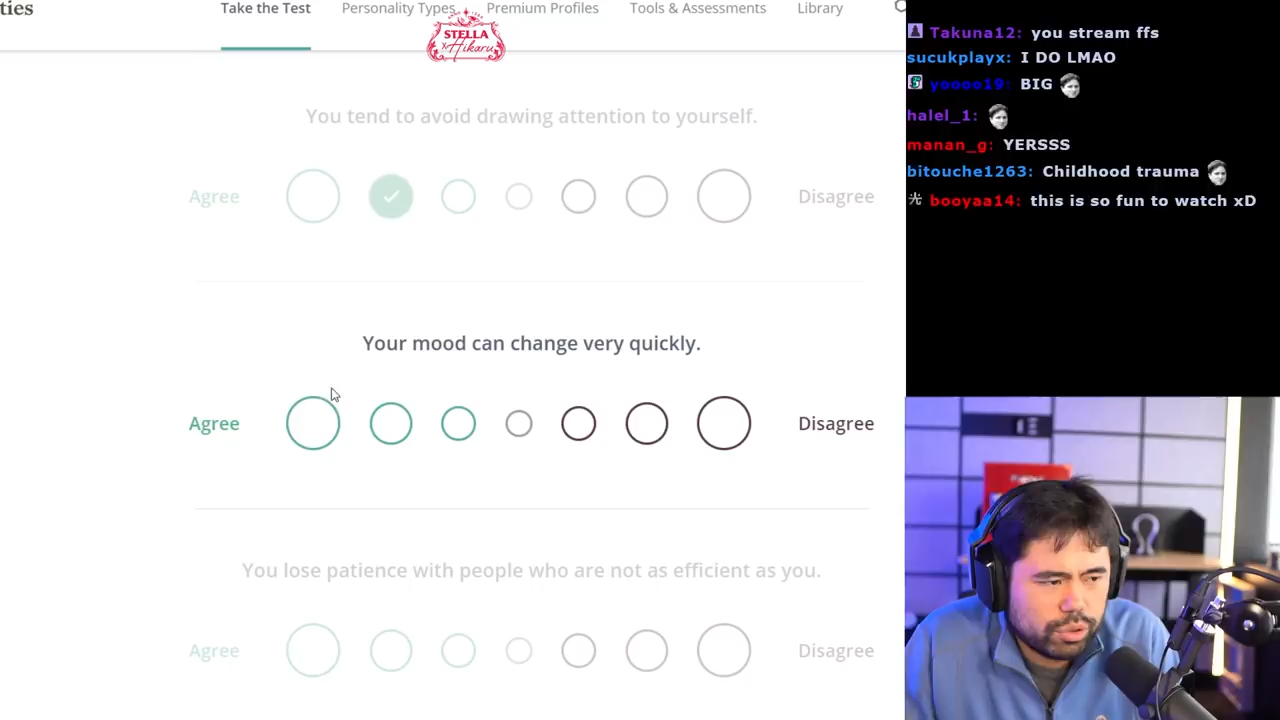 ties
Take the Test
Personality Types
Premium Profiles
Tools & Assessments
Library
STELLA
x Hikaru
You tend to avoid drawing attention to yourself.
Agree
Disagree
Your mood can change very quickly.
Agree
Disagree
You lose patience with people who are not as efficient as you.
Agree
Disagree
Takuna12: you stream ffs
sucukplayx: I DO LMAO
yoooo19: BIG
halel_1:
manan_g: YERSSS
bitouche1263: Childhood trauma
booyaa14: this is so fun to watch xD